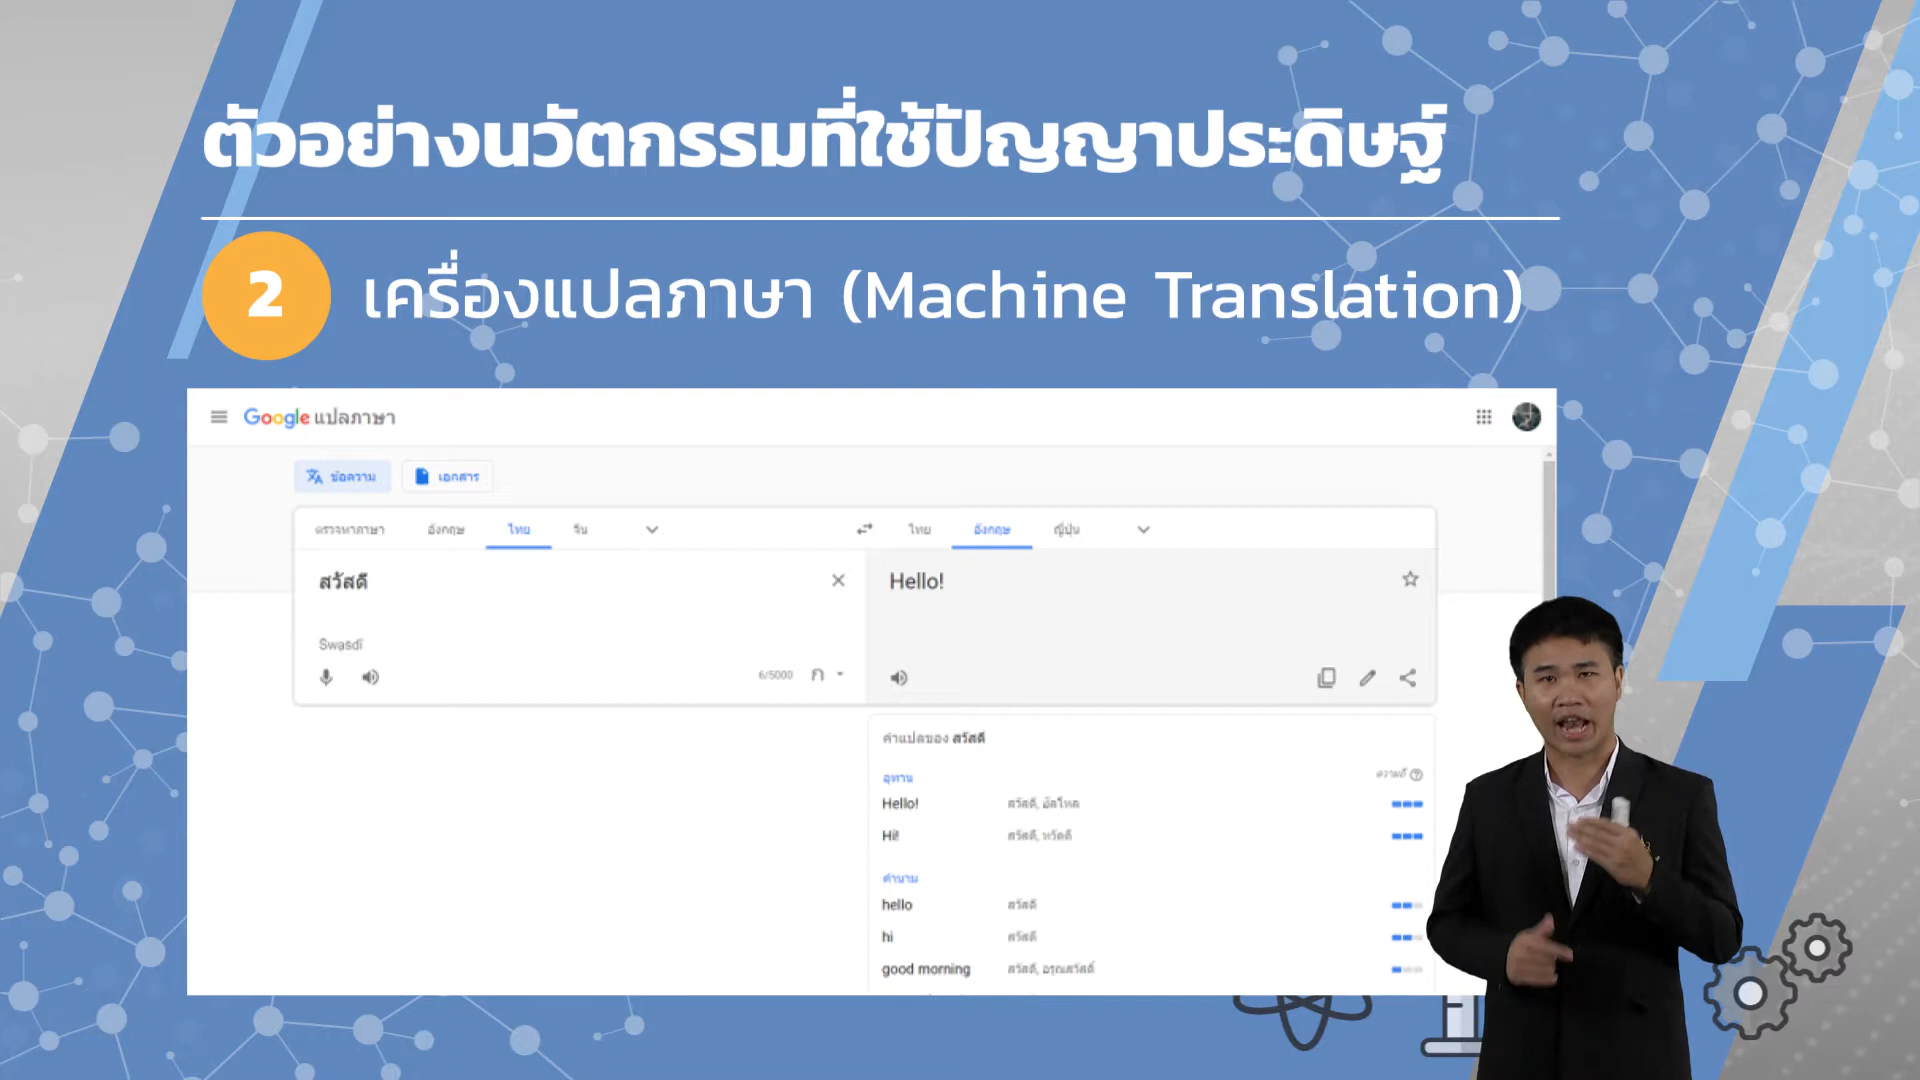 ตัวอย่างนวัตกรรมที่ใช้ปัญญาประดิษฐ์
2 เครื่องแปลภาษา (Machine Translation)
Google แปลภาษา
ข้อความ เอกสาร
ตรวจหาภาษา อังกฤษ ไทย จีน ไทย อังกฤษ ญี่ปุ่น
สวัสดี Hello!
S̄wạs̄dī
6/5000 ก
คำแปลของ สวัสดี
อุทาน ความถี่
Hello! สวัสดี, ฮัลโหล
Hi! สวัสดี, หวัดดี
คำนาม
hello สวัสดี
hi สวัสดี
good morning สวัสดี, อรุณสวัสดิ์